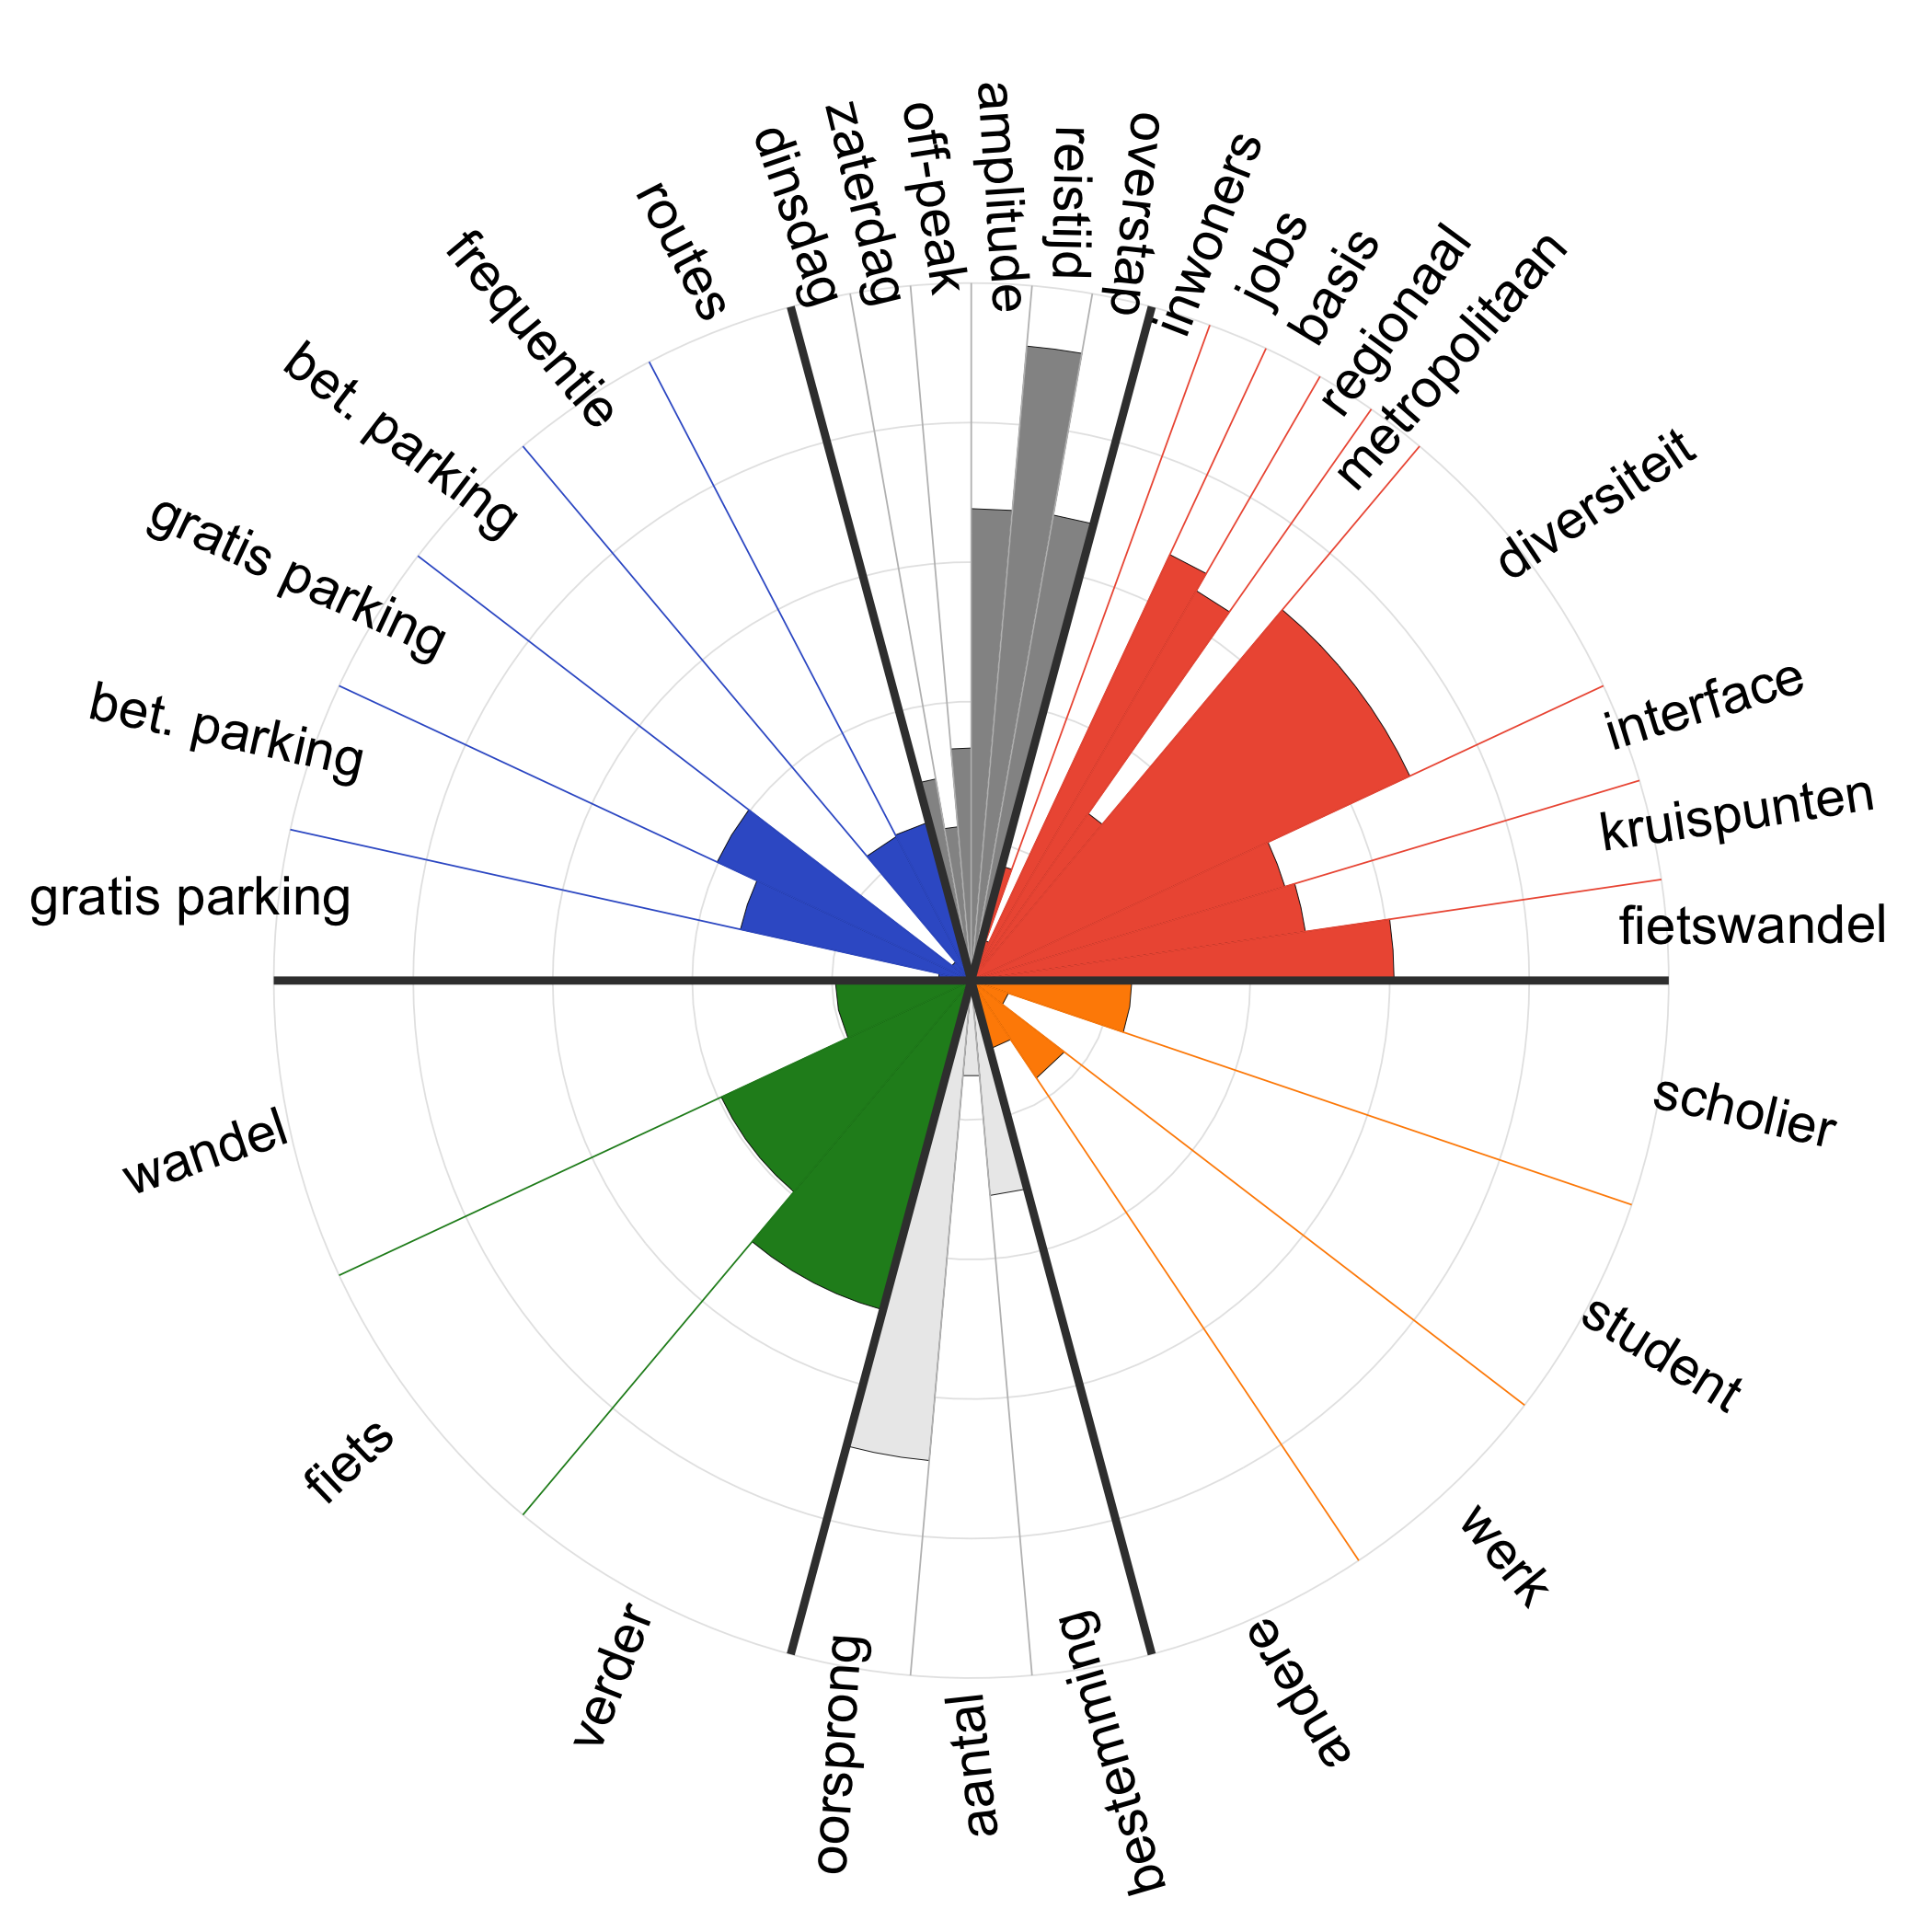 dinsdag
zaterdag
off-peak
amplitude
reistijd
overstap
inwoners
jobs
basis
regionaal
metropolitaan
diversiteit
interface
kruispunten
fietswandel
scholier
student
werk
andere
bestemming
aantal
oorsprong
verder
fiets
wandel
gratis parking
bet. parking
gratis parking
bet. parking
frequentie
routes